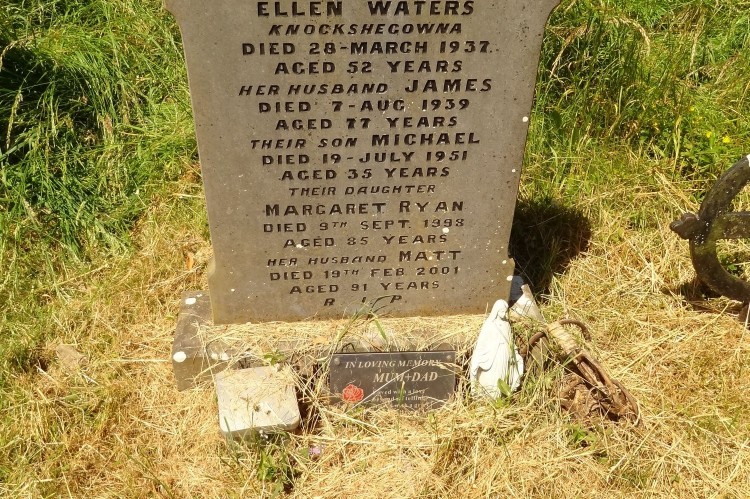 ELLEN WATERS
KNOCKSHEGOWNA
DIED 28-MARCH 1937
AGED 52 YEARS
HER HUSBAND JAMES
DIED 7-AUG 1939
AGED 77 YEARS
THEIR SON MICHAEL
DIED 19-JULY 1951
AGED 35 YEARS
THEIR DAUGHTER
MARGARET RYAN
DIED 9TH SEPT. 1998
AGED 85 YEARS
HER HUSBAND MATT
DIED 19TH FEB 2001
AGED 91 YEARS
R I P
IN LOVING MEMORY
MUM+DAD
with a love